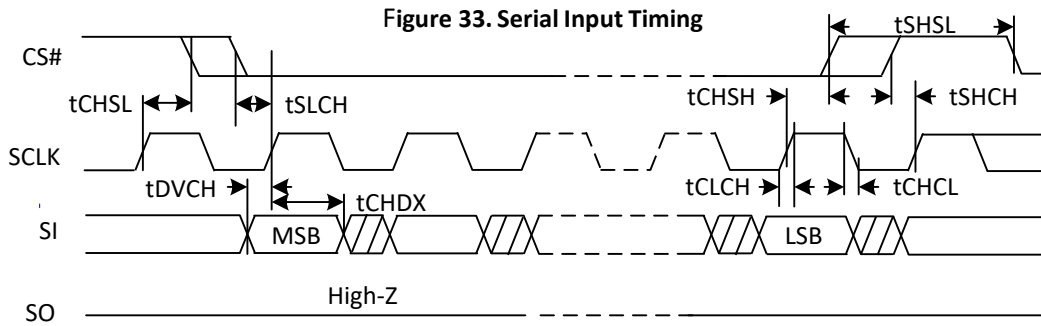 Figure 33. Serial Input Timing
tSHSL
CS#
tCHSL
tSLCH
tCHSH
tSHCH
SCLK
tDVCH
tCHDX
tCLCH
tCHCL
SI
MSB
LSB
High-Z
SO